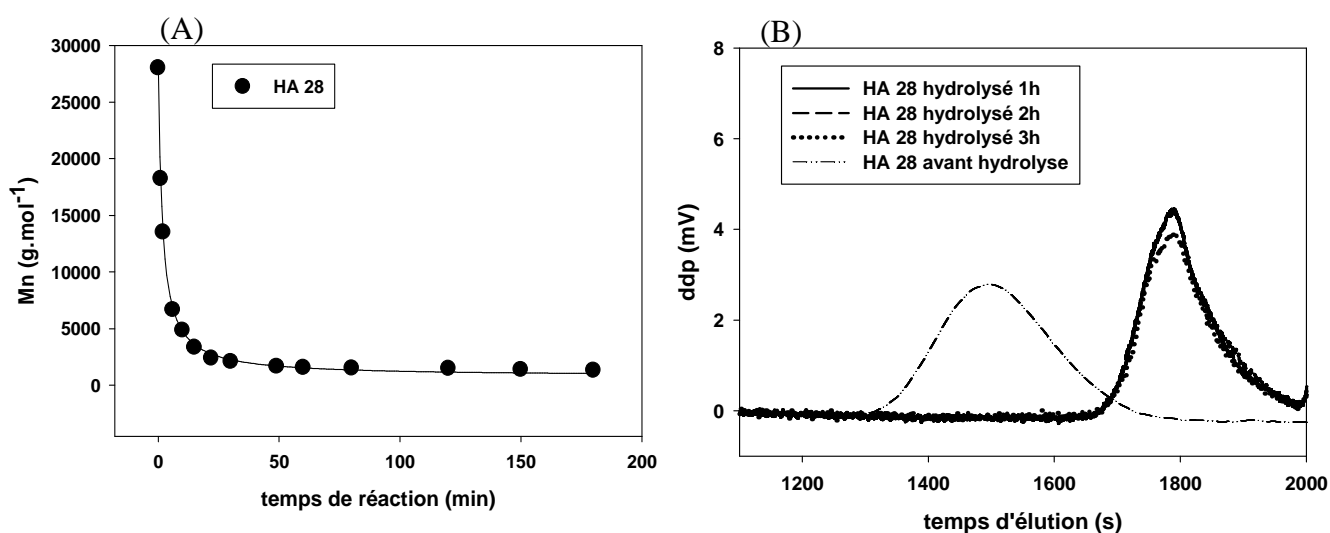 (A)
30000
25000
20000
15000
10000
5000
0
Mn (g.mol-1)
HA 28
0 50 100 150 200
temps de réaction (min)
(B)
8
6
4
2
0
ddp (mV)
HA 28 hydrolysé 1h
HA 28 hydrolysé 2h
HA 28 hydrolysé 3h
HA 28 avant hydrolyse
1200 1400 1600 1800 2000
temps d'élution (s)